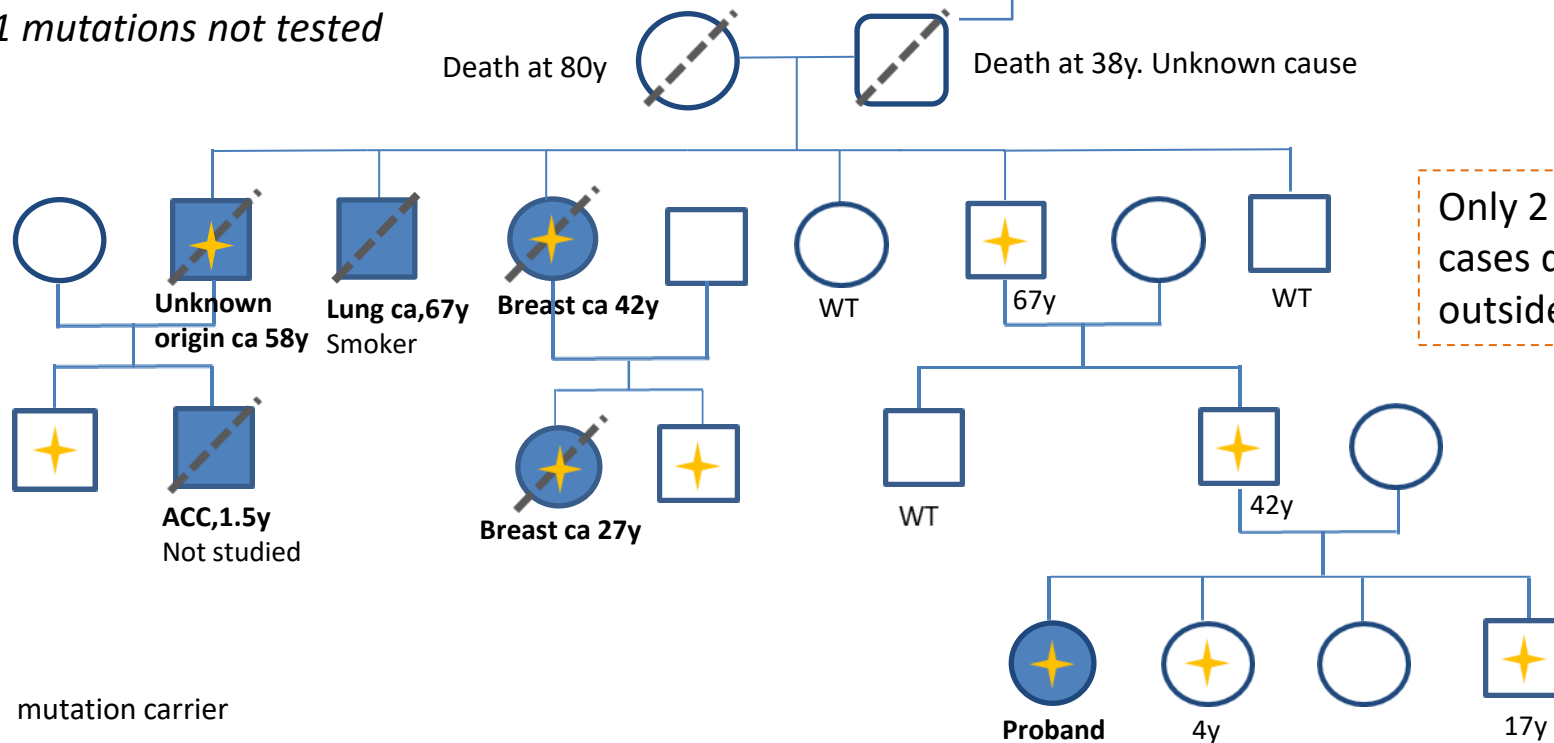 1 mutations not tested
Death at 80y
Death at 38y. Unknown cause
Unknown
origin ca 58y
Lung ca,67y
Smoker
Breast ca 42y
WT
67y
WT
Only 2
cases
outside
ACC,1.5y
Not studied
Breast ca 27y
WT
42y
mutation carrier
Proband
4y
17y